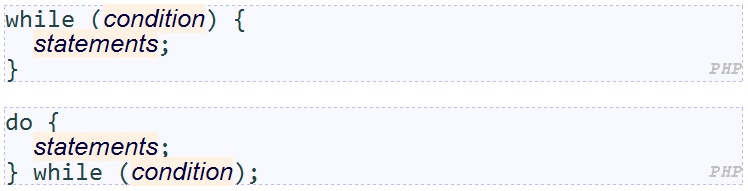 while (condition) {
  statements;
}
PHP
do {
  statements;
} while (condition);
PHP